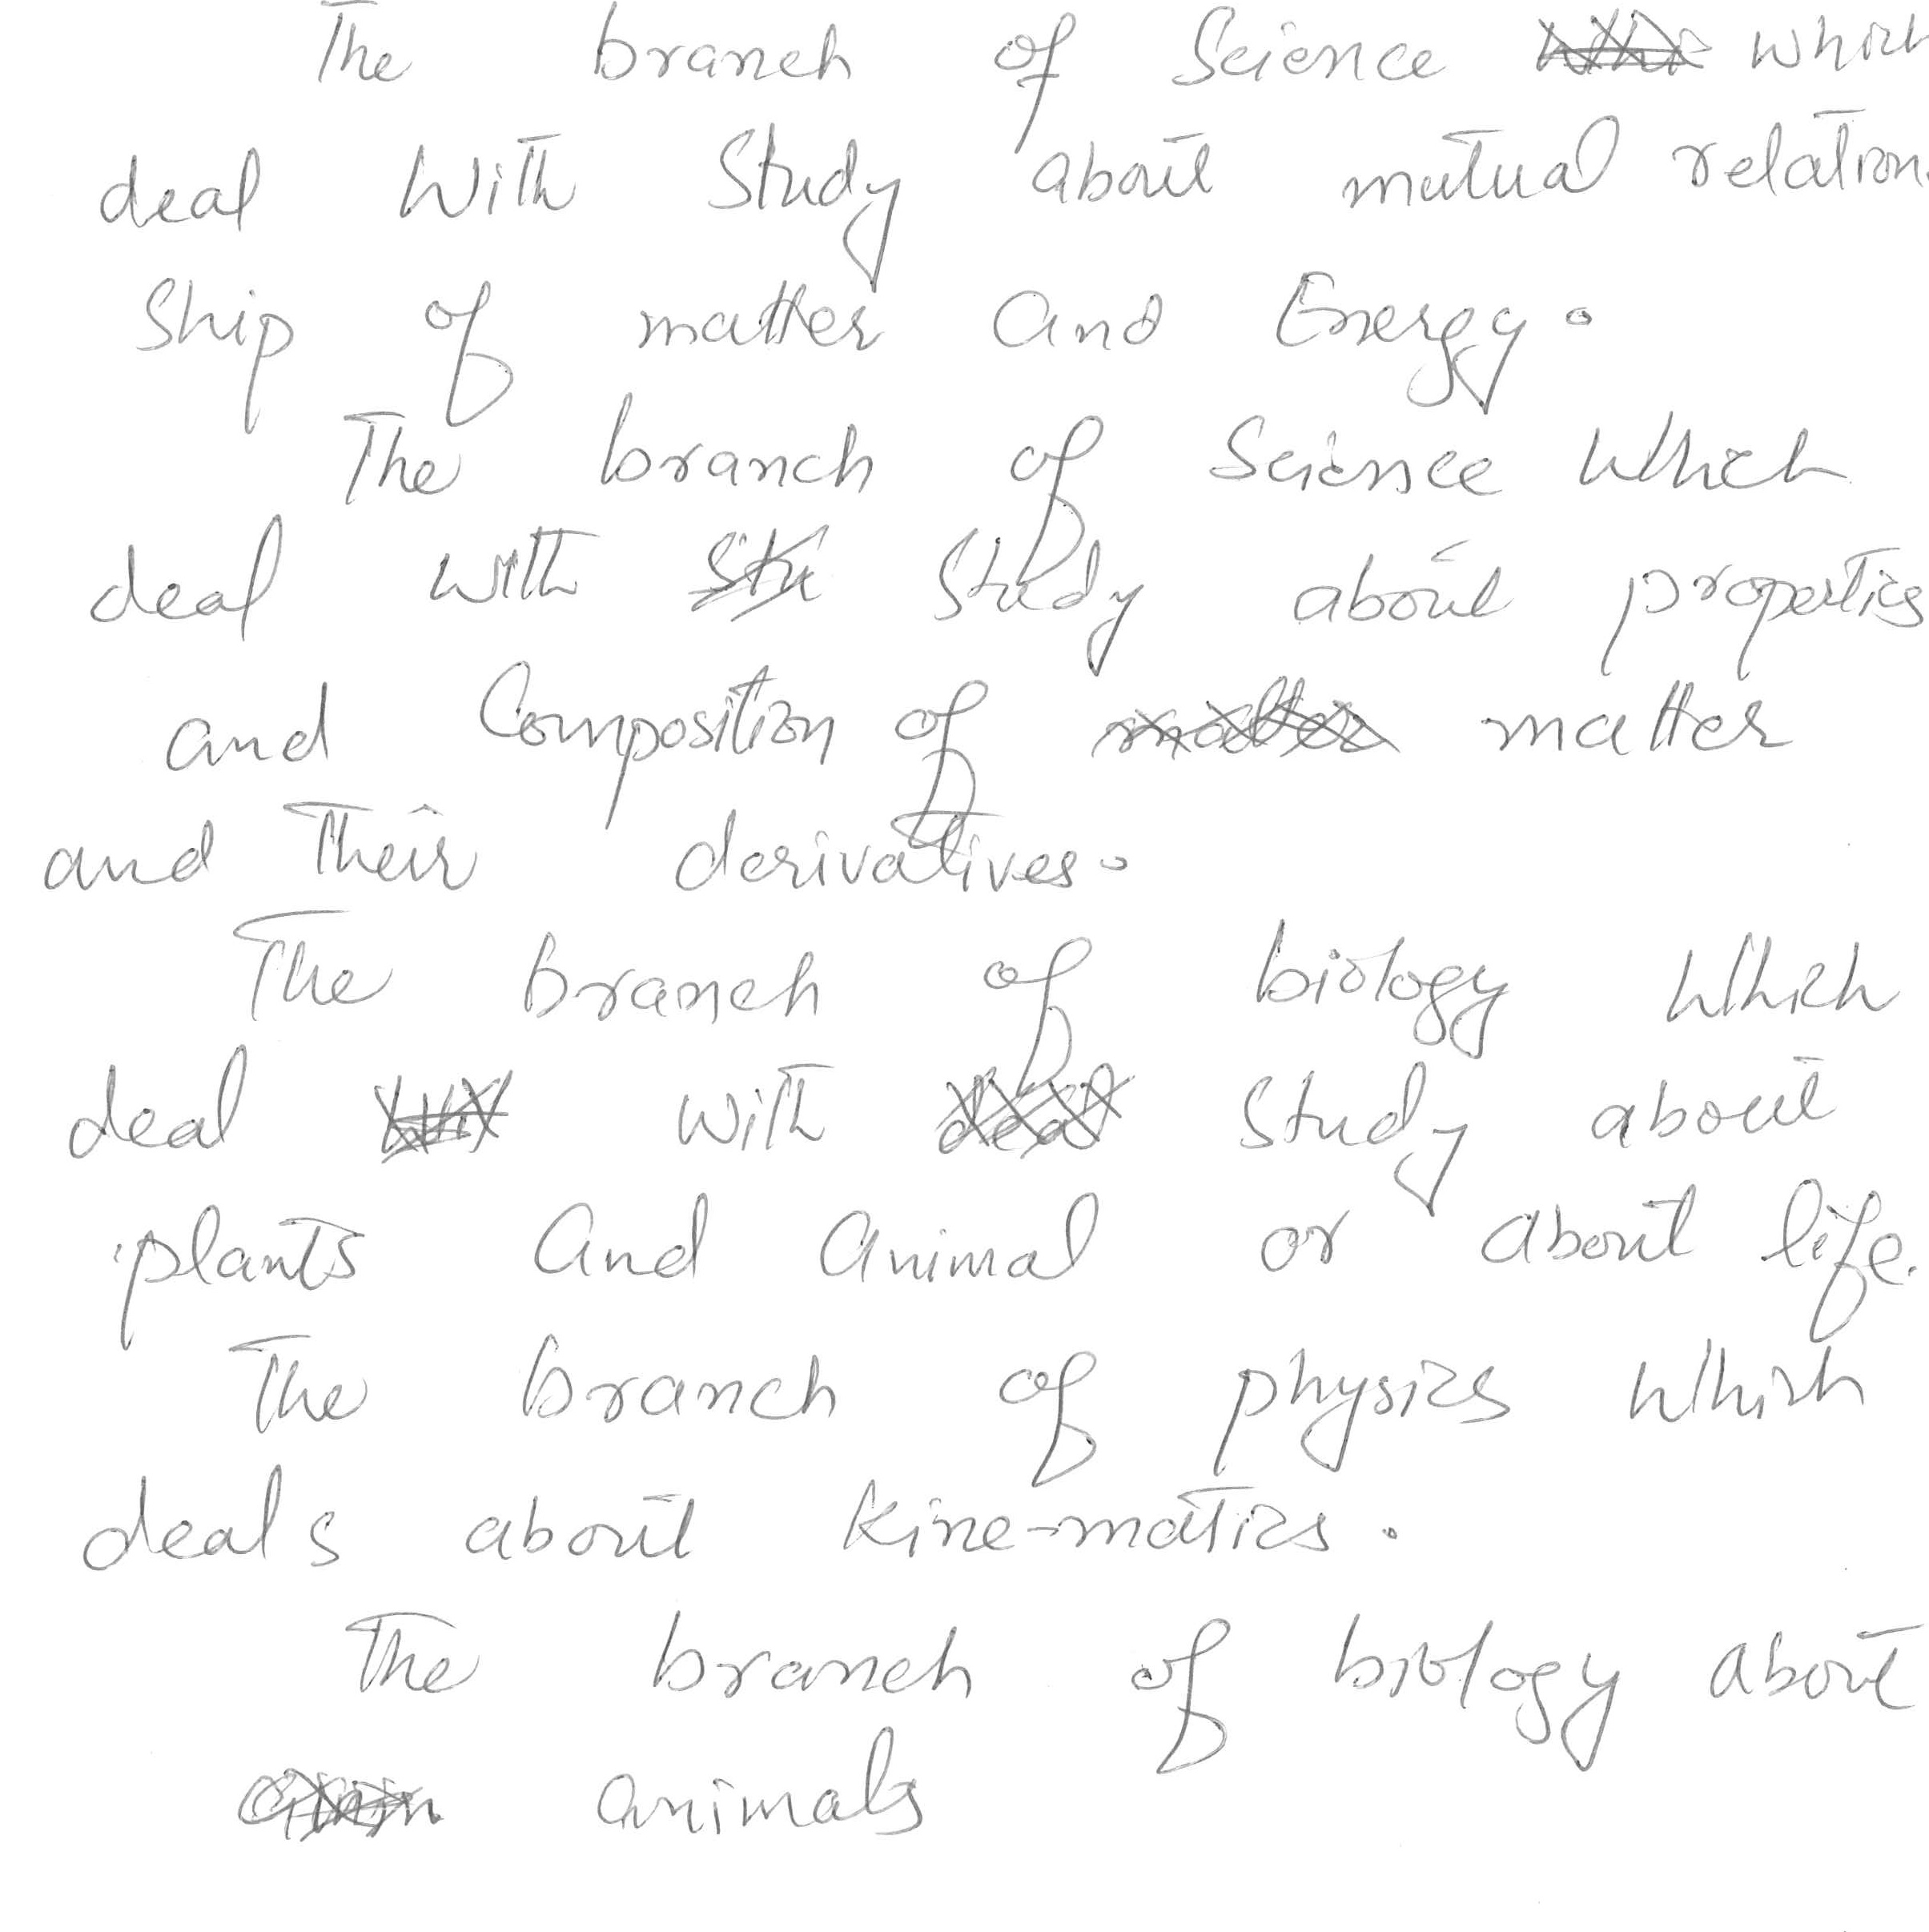 The branch of Science which
deal With Study about mutual relation
Ship of matter and Energy.
The branch of Science Which
deal with Study about properties
and Composition of matter
and Their derivatives.
The branch of biology Which
deal with Study about
plants And Animal or about life.
The branch of physics Which
deals about kine-matics.
The branch of biology about
animals